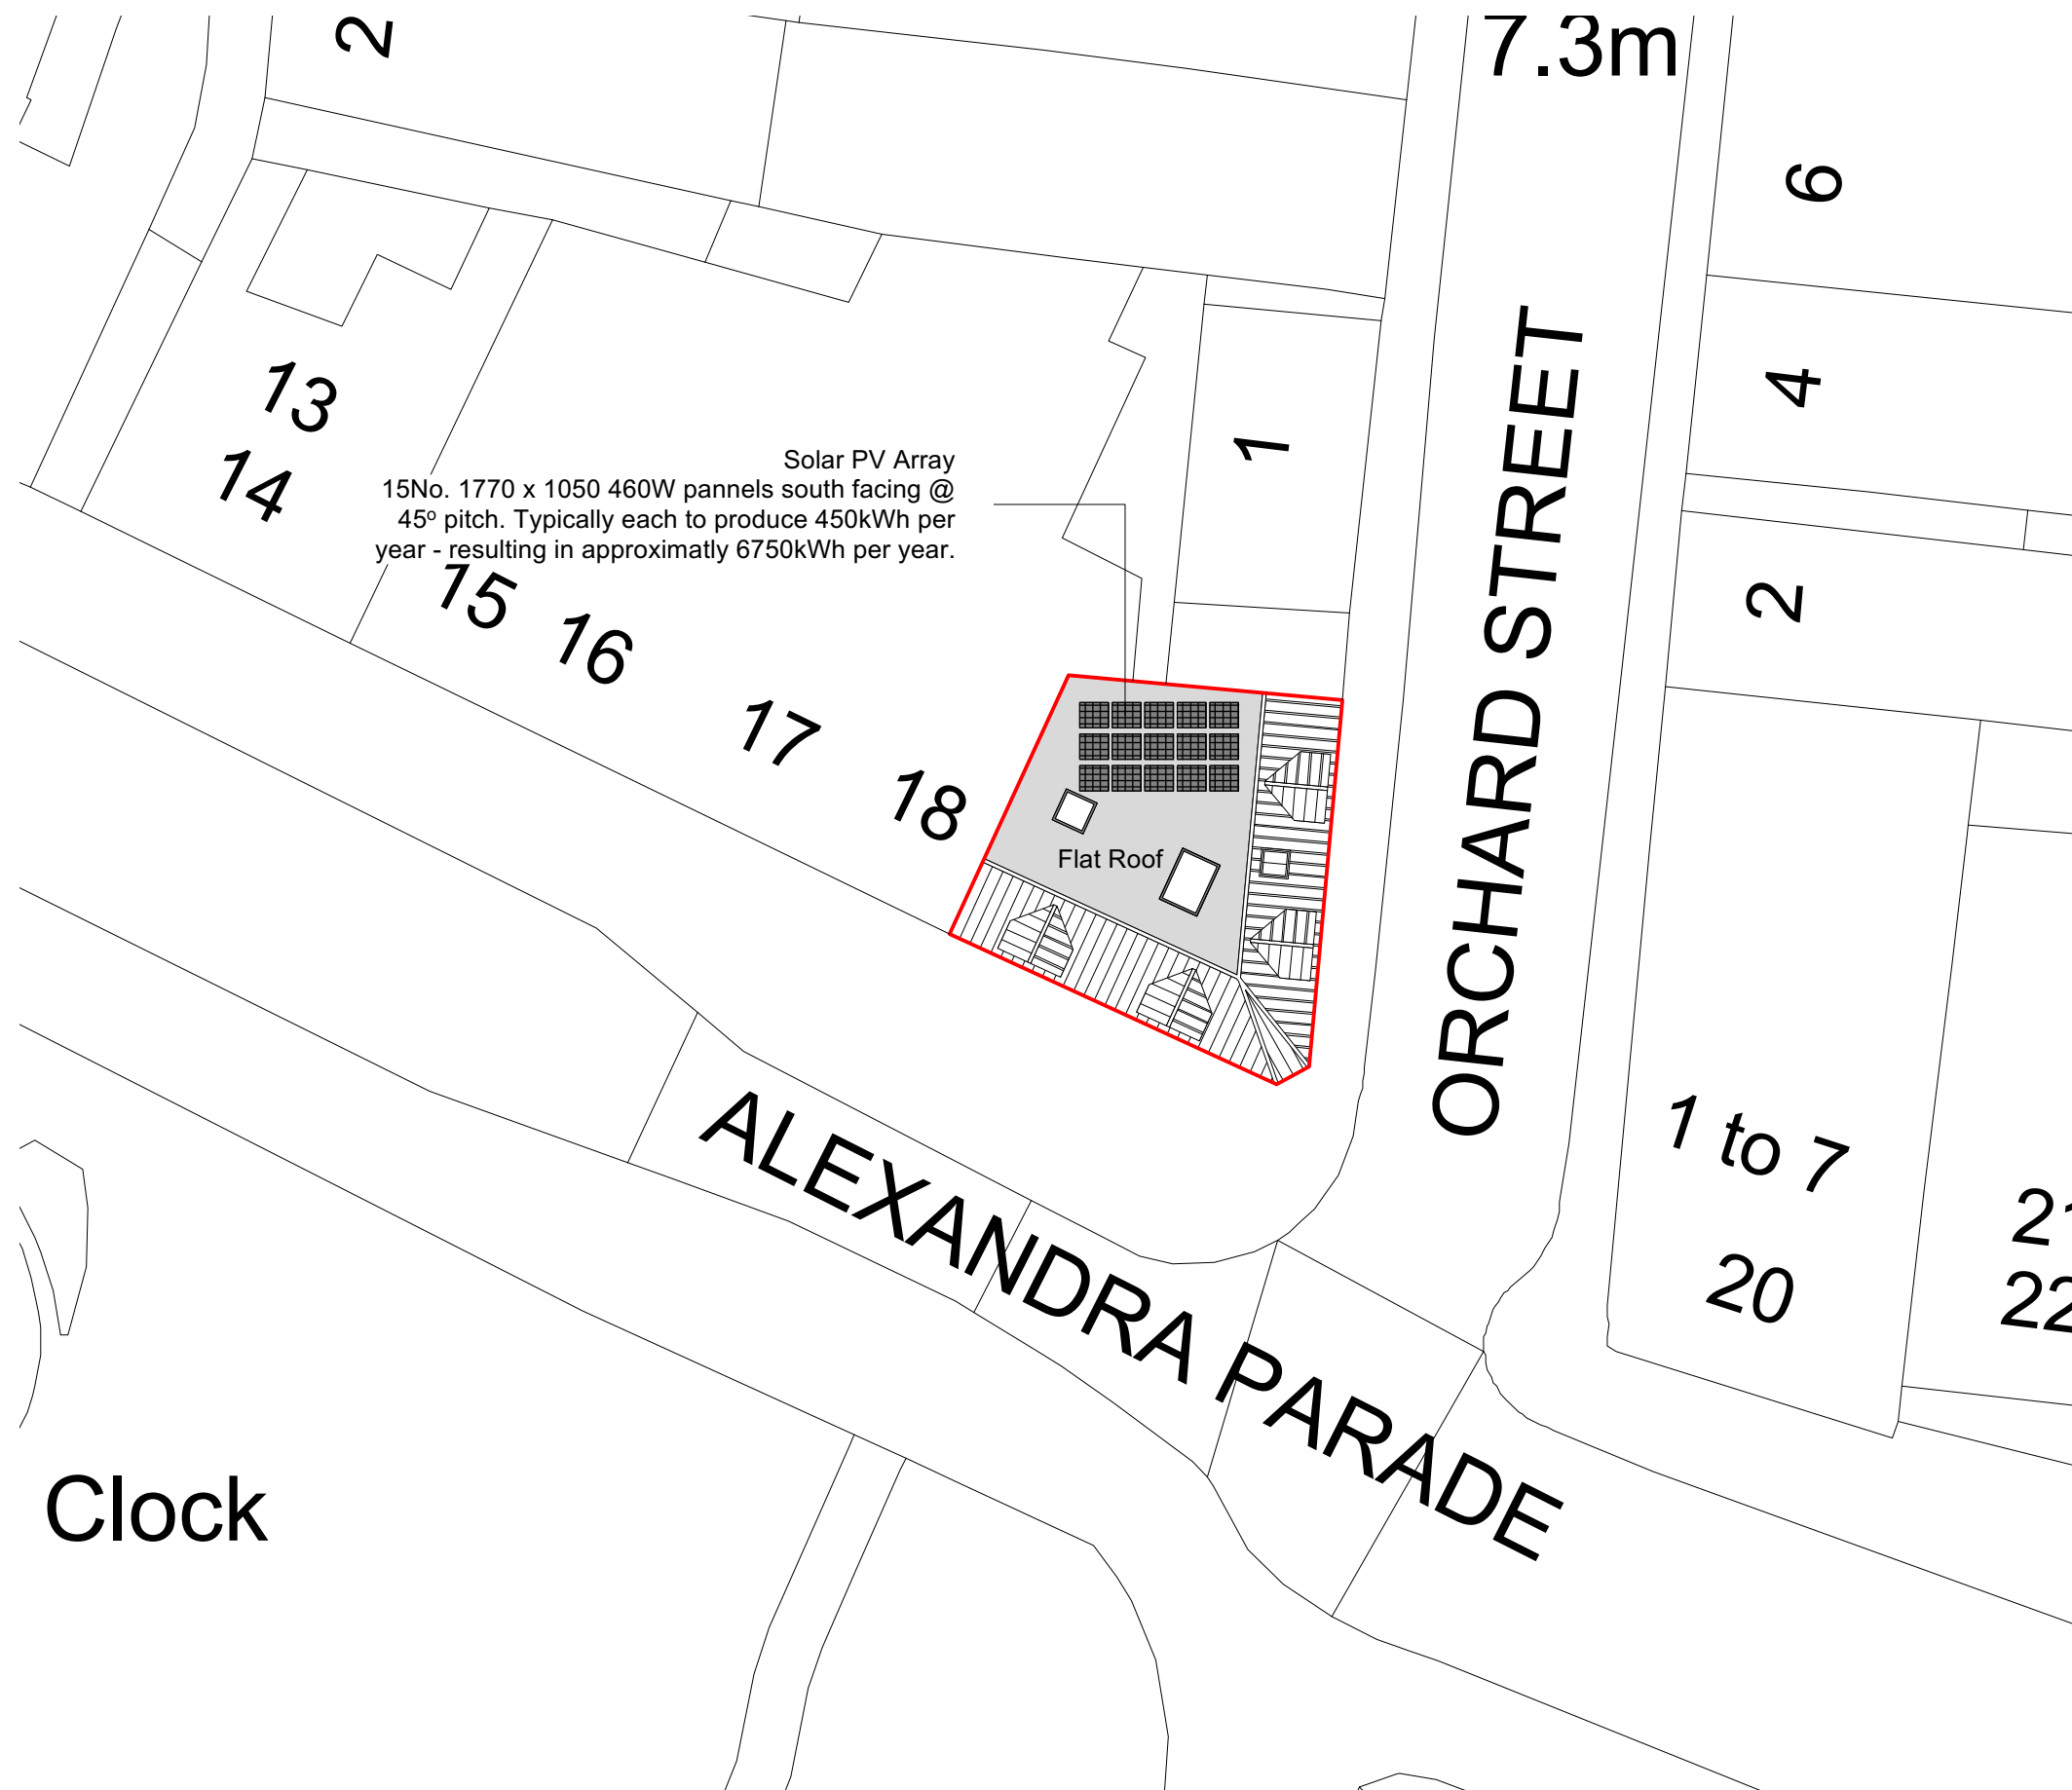 2
7.3m
6
13
14
1
4
Solar PV Array
15No. 1770 x 1050 460W pannels south facing @
45º pitch. Typically each to produce 450kWh per
year - resulting in approximatly 6750kWh per year.
15
16
17
18
2
ORCHARD STREET
Flat Roof
ALEXANDRA PARADE
1 to 7
20
22
Clock